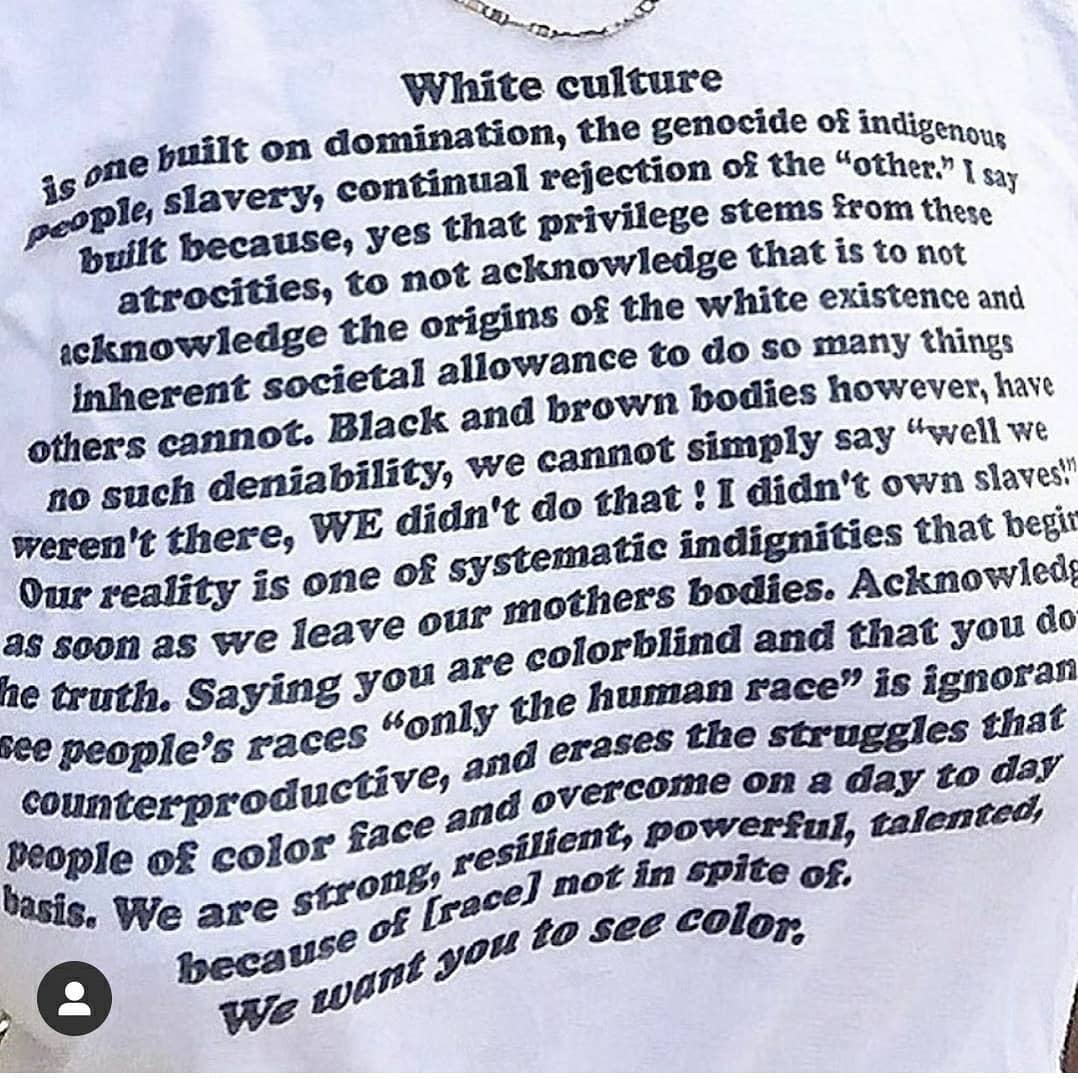 White culture
is one built on domination, the genocide of indigenous
people, slavery, continual rejection of the “other.” I say
built because, yes that privilege stems from these
atrocities, to not acknowledge that is to not
acknowledge the origins of the white existence and
inherent societal allowance to do so many things
others cannot. Black and brown bodies however, have
no such deniability, we cannot simply say “well we
weren't there, WE didn't do that ! I didn't own slaves!”
Our reality is one of systematic indignities that begin
as soon as we leave our mothers bodies. Acknowledg
he truth. Saying you are colorblind and that you do
see people’s races “only the human race” is ignoran
counterproductive, and erases the struggles that
people of color face and overcome on a day to day
basis. We are strong, resilient, powerful, talented,
because of [race] not in spite of.
We want you to see color.